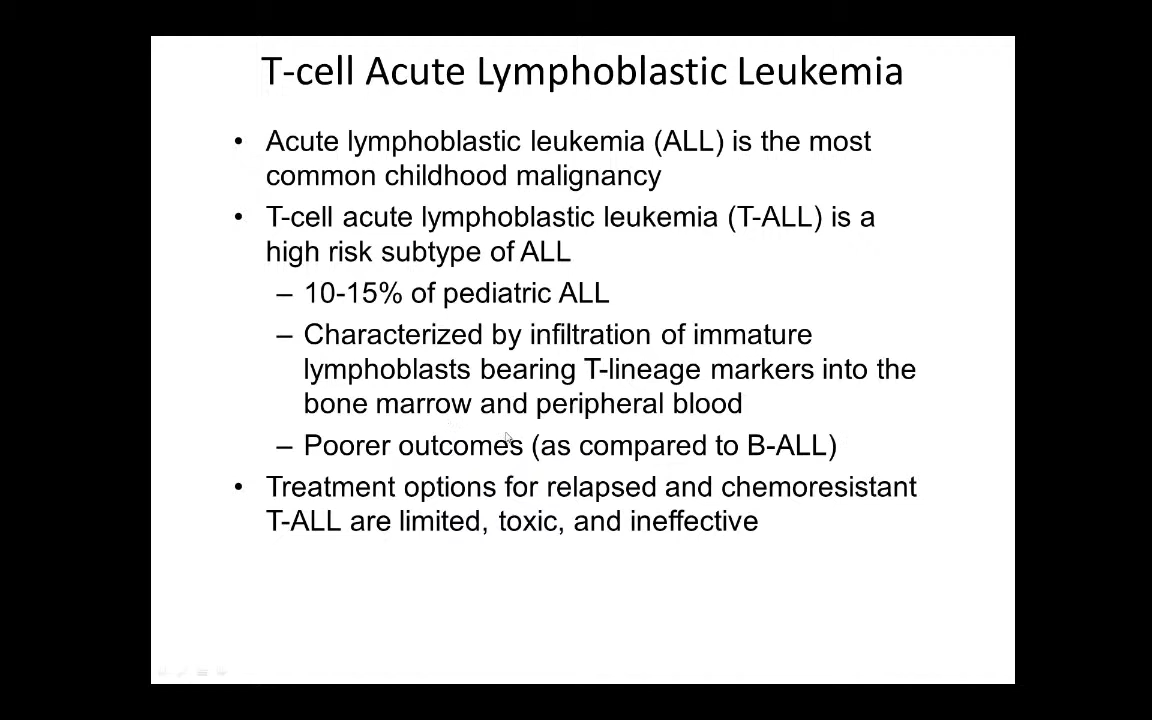 T-cell Acute Lymphoblastic Leukemia
• Acute lymphoblastic leukemia (ALL) is the most
common childhood malignancy
• T-cell acute lymphoblastic leukemia (T-ALL) is a
high risk subtype of ALL
– 10-15% of pediatric ALL
– Characterized by infiltration of immature
lymphoblasts bearing T-lineage markers into the
bone marrow and peripheral blood
– Poorer outcomes (as compared to B-ALL)
• Treatment options for relapsed and chemoresistant
T-ALL are limited, toxic, and ineffective